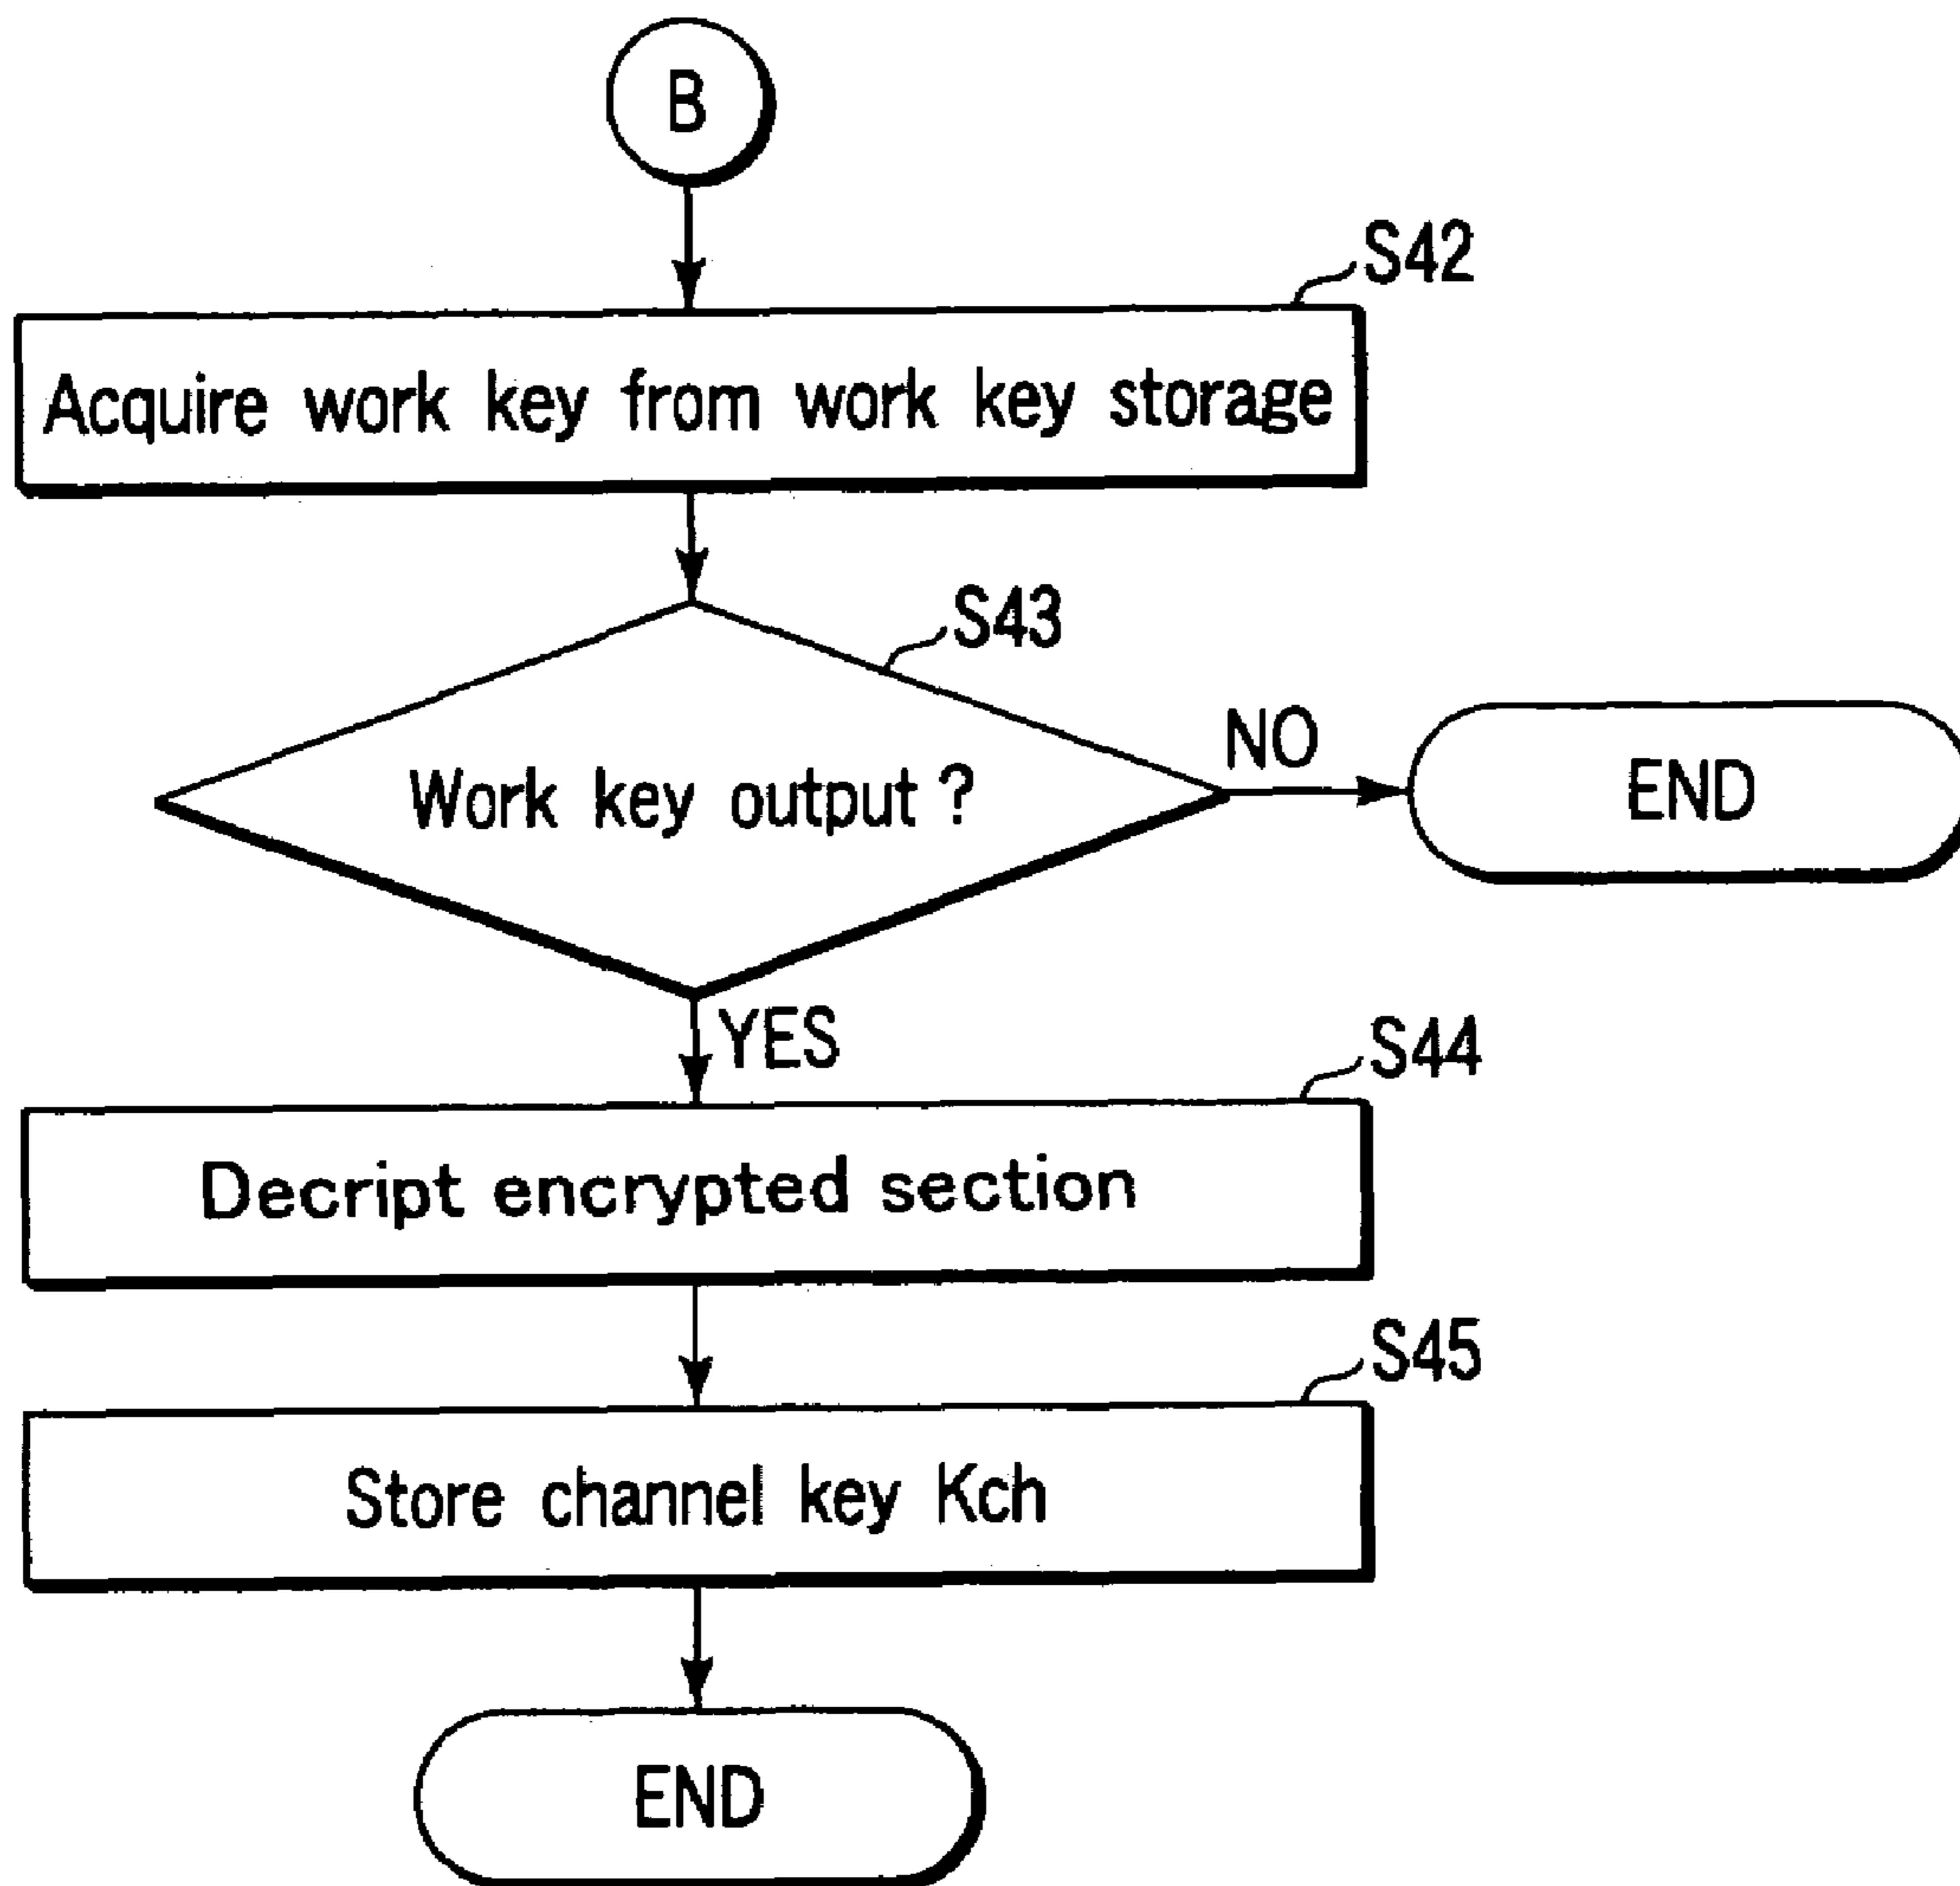 B
S42
Acquire work key from work key storage
S43
Work key output ?
NO
END
YES
S44
Decript encrypted section
S45
Store channel key Kch
END